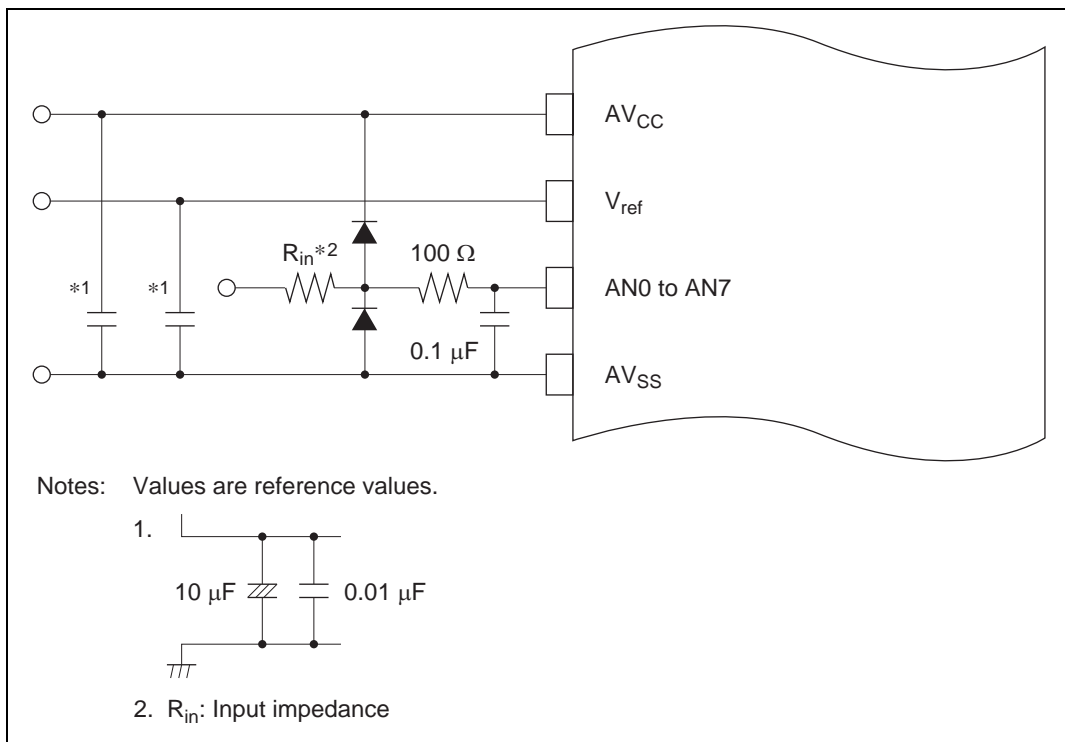 AVCC
Vref
Rin*2 100 Ω
*1 *1 AN0 to AN7
0.1 μF
AVSS
Notes: Values are reference values.
1.
10 μF 0.01 μF
2. Rin: Input impedance